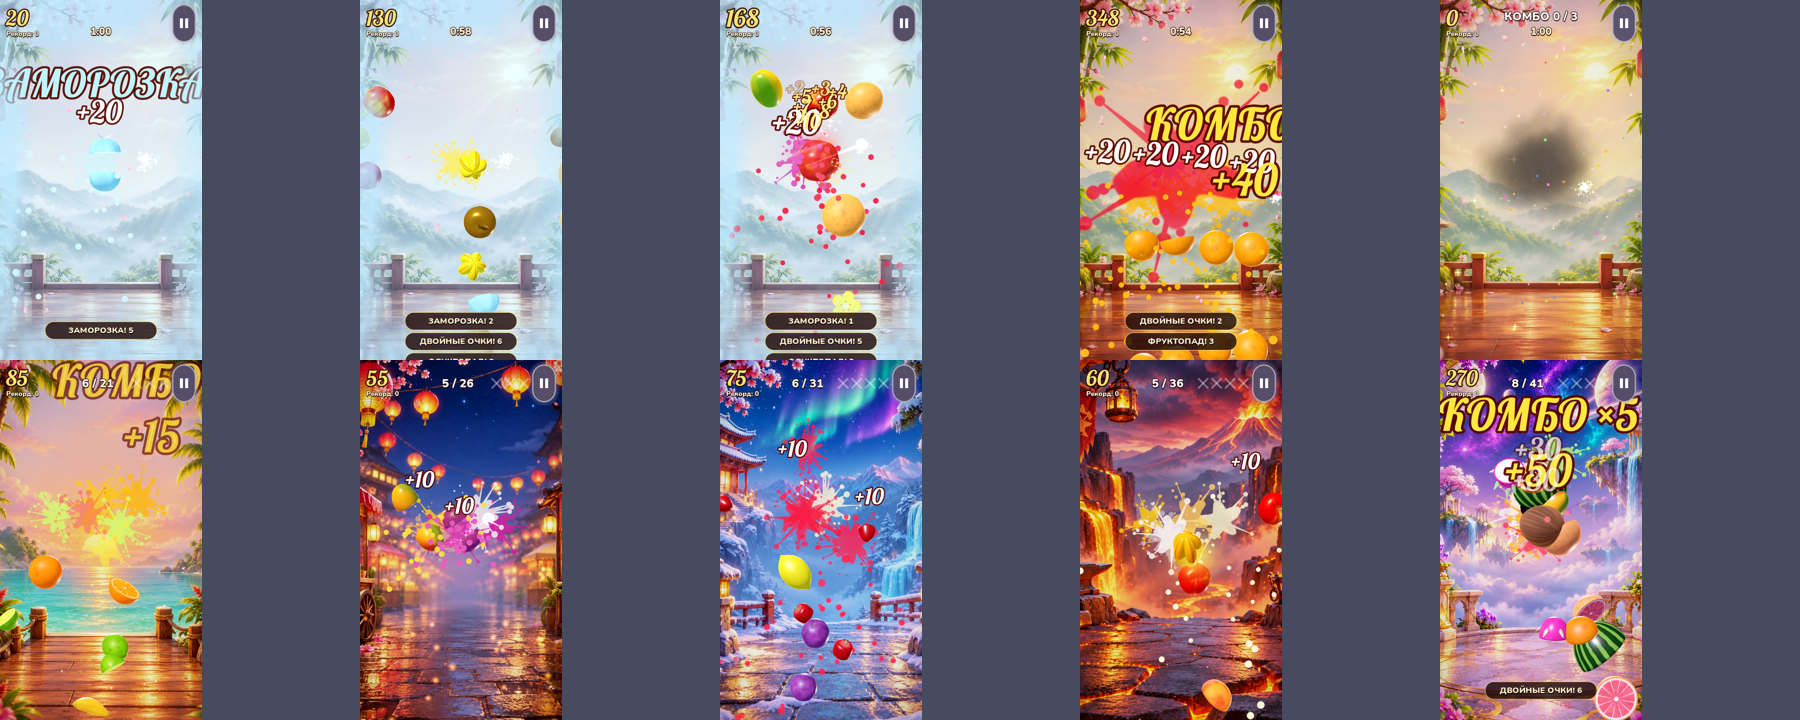 20
Рекорд: 0
1:00
АМОРОЗКА
+20
ЗАМОРОЗКА! 5
130
Рекорд: 0
0:58
ЗАМОРОЗКА! 2
ДВОЙНЫЕ ОЧКИ! 6
168
Рекорд: 0
0:56
+20
ЗАМОРОЗКА! 1
ДВОЙНЫЕ ОЧКИ! 5
348
Рекорд: 0
0:54
КОМБО
+20 +20 +20 +20
+40
ДВОЙНЫЕ ОЧКИ! 2
ФРУКТОПАД! 3
0
КОМБО 0 / 3
1:00
85
Рекорд: 0
КОМБО
6 / 21
+15
55
Рекорд: 0
5 / 26
+10
+10
75
Рекорд: 0
6 / 31
+10
+10
60
Рекорд: 0
5 / 36
+10
270
Рекорд: 0
8 / 41
КОМБО ×5
+30
+50
ДВОЙНЫЕ ОЧКИ! 6